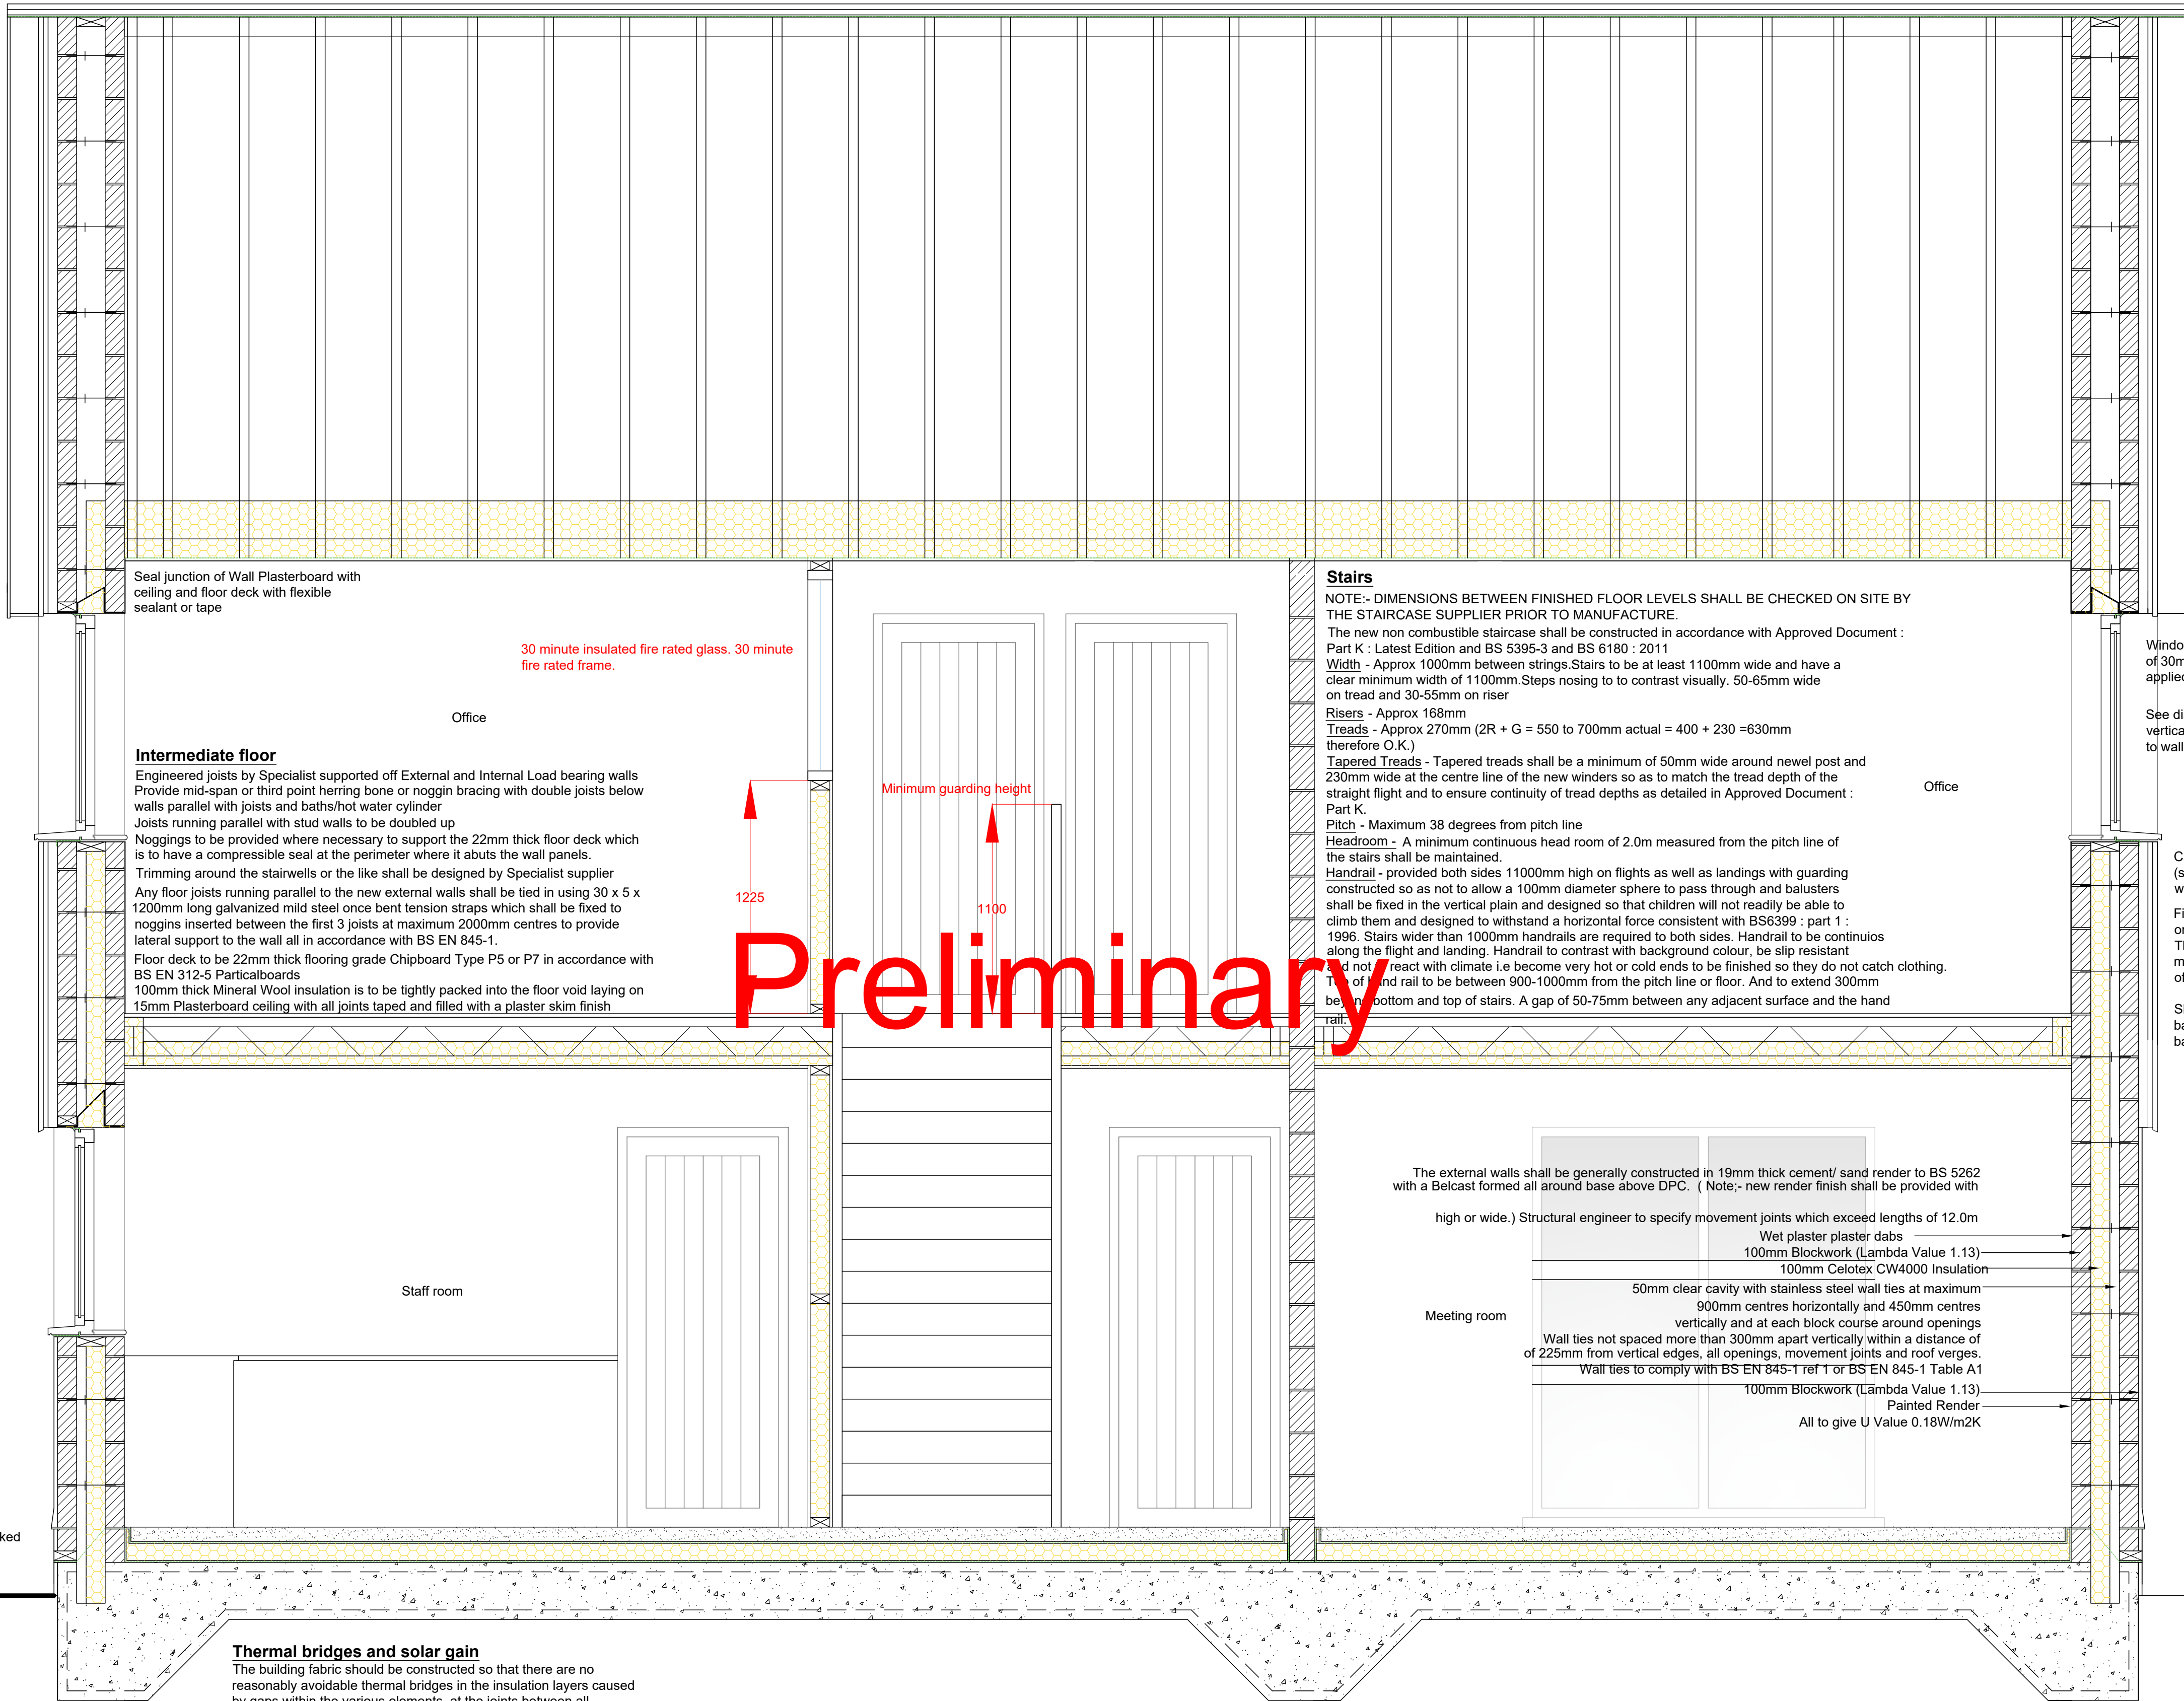 Seal junction of Wall Plasterboard with
ceiling and floor deck with flexible
sealant or tape
30 minute insulated fire rated glass. 30 minute
fire rated frame.
Office
Intermediate floor
Engineered joists by Specialist supported off External and Internal Load bearing walls
Provide mid-span or third point herring bone or noggin bracing with double joists below
walls parallel with joists and baths/hot water cylinder
Joists running parallel with stud walls to be doubled up
Noggings to be provided where necessary to support the 22mm thick floor deck which
is to have a compressible seal at the perimeter where it abuts the wall panels.
Trimming around the stairwells or the like shall be designed by Specialist supplier
Any floor joists running parallel to the new external walls shall be tied in using 30 x 5 x
1200mm long galvanized mild steel once bent tension straps which shall be fixed to
noggins inserted between the first 3 joists at maximum 2000mm centres to provide
lateral support to the wall all in accordance with BS EN 845-1.
Floor deck to be 22mm thick flooring grade Chipboard Type P5 or P7 in accordance with
BS EN 312-5 Particalboards
100mm thick Mineral Wool insulation is to be tightly packed into the floor void laying on
15mm Plasterboard ceiling with all joints taped and filled with a plaster skim finish
1225
Minimum guarding height
1100
Preliminary
Stairs
NOTE:- DIMENSIONS BETWEEN FINISHED FLOOR LEVELS SHALL BE CHECKED ON SITE BY
THE STAIRCASE SUPPLIER PRIOR TO MANUFACTURE.
The new non combustible staircase shall be constructed in accordance with Approved Document :
Part K : Latest Edition and BS 5395-3 and BS 6180 : 2011
Width - Approx 1000mm between strings.Stairs to be at least 1100mm wide and have a
clear minimum width of 1100mm.Steps nosing to to contrast visually. 50-65mm wide
on tread and 30-55mm on riser
Risers - Approx 168mm
Treads - Approx 270mm (2R + G = 550 to 700mm actual = 400 + 230 =630mm
therefore O.K.)
Tapered Treads - Tapered treads shall be a minimum of 50mm wide around newel post and
230mm wide at the centre line of the new winders so as to match the tread depth of the
straight flight and to ensure continuity of tread depths as detailed in Approved Document :
Part K.
Pitch - Maximum 38 degrees from pitch line
Headroom - A minimum continuous head room of 2.0m measured from the pitch line of
the stairs shall be maintained.
Handrail - provided both sides 11000mm high on flights as well as landings with guarding
constructed so as not to allow a 100mm diameter sphere to pass through and balusters
shall be fixed in the vertical plain and designed so that children will not readily be able to
climb them and designed to withstand a horizontal force consistent with BS6399 : part 1 :
1996. Stairs wider than 1000mm handrails are required to both sides. Handrail to be continuios
along the flight and landing. Handrail to contrast with background colour, be slip resistant
and not react with climate i.e become very hot or cold ends to be finished so they do not catch clothing.
Top of hand rail to be between 900-1000mm from the pitch line or floor. And to extend 300mm
beyond bottom and top of stairs. A gap of 50-75mm between any adjacent surface and the hand
rail.
Office
Windo
of 30m
applied
See di
vertica
to wall
Staff room
Meeting room
The external walls shall be generally constructed in 19mm thick cement/ sand render to BS 5262
with a Belcast formed all around base above DPC. ( Note;- new render finish shall be provided with
high or wide.) Structural engineer to specify movement joints which exceed lengths of 12.0m
Wet plaster plaster dabs
100mm Blockwork (Lambda Value 1.13)
100mm Celotex CW4000 Insulation
50mm clear cavity with stainless steel wall ties at maximum
900mm centres horizontally and 450mm centres
vertically and at each block course around openings
Wall ties not spaced more than 300mm apart vertically within a distance of
of 225mm from vertical edges, all openings, movement joints and roof verges.
Wall ties to comply with BS EN 845-1 ref 1 or BS EN 845-1 Table A1
100mm Blockwork (Lambda Value 1.13)
Painted Render
All to give U Value 0.18W/m2K
ked
Thermal bridges and solar gain
The building fabric should be constructed so that there are no
reasonably avoidable thermal bridges in the insulation layers caused
by gaps within the various elements, at the joints between all